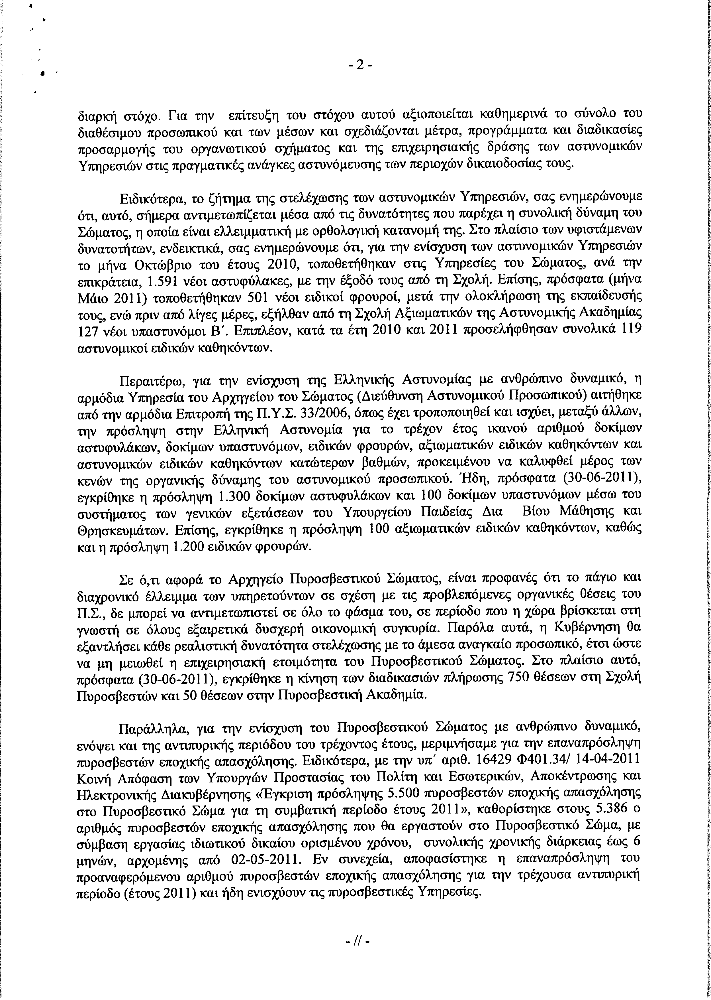 - 2 -
διαρκή στόχο. Για την επίτευξη του στόχου αυτού αξιοποιείται καθημερινά το σύνολο του
διαθέσιμου προσωπικού και των μέσων και σχεδιάζονται μέτρα, προγράμματα και διαδικασίες
προσαρμογής του οργανωτικού σχήματος και της επιχειρησιακής δράσης των αστυνομικών
Υπηρεσιών στις πραγματικές ανάγκες αστυνόμευσης των περιοχών δικαιοδοσίας τους.
Ειδικότερα, το ζήτημα της στελέχωσης των αστυνομικών Υπηρεσιών, σας ενημερώνουμε
ότι, αυτό, σήμερα αντιμετωπίζεται μέσα από τις δυνατότητες που παρέχει η συνολική δύναμη του
Σώματος, η οποία είναι ελλειμματική με ορθολογική κατανομή της. Στο πλαίσιο των υφιστάμενων
δυνατοτήτων, ενδεικτικά, σας ενημερώνουμε ότι, για την ενίσχυση των αστυνομικών Υπηρεσιών
το μήνα Οκτώβριο του έτους 2010, τοποθετήθηκαν στις Υπηρεσίες του Σώματος, ανά την
επικράτεια, 1.591 νέοι αστυφύλακες, με την έξοδό τους από τη Σχολή. Επίσης, πρόσφατα (μήνα
Μάιο 2011) τοποθετήθηκαν 501 νέοι ειδικοί φρουροί, μετά την ολοκλήρωση της εκπαίδευσής
τους, ενώ πριν από λίγες μέρες, εξήλθαν από τη Σχολή Αξιωματικών της Αστυνομικής Ακαδημίας
127 νέοι υπαστυνόμοι Β΄. Επιπλέον, κατά τα έτη 2010 και 2011 προσελήφθησαν συνολικά 119
αστυνομικοί ειδικών καθηκόντων.
Περαιτέρω, για την ενίσχυση της Ελληνικής Αστυνομίας με ανθρώπινο δυναμικό, η
αρμόδια Υπηρεσία του Αρχηγείου του Σώματος (Διεύθυνση Αστυνομικού Προσωπικού) αιτήθηκε
από την αρμόδια Επιτροπή της Π.Υ.Σ. 33/2006, όπως έχει τροποποιηθεί και ισχύει, μεταξύ άλλων,
την πρόσληψη στην Ελληνική Αστυνομία για το τρέχον έτος ικανού αριθμού δοκίμων
αστυφυλάκων, δοκίμων υπαστυνόμων, ειδικών φρουρών, αξιωματικών ειδικών καθηκόντων και
αστυνομικών ειδικών καθηκόντων κατώτερων βαθμών, προκειμένου να καλυφθεί μέρος των
κενών της οργανικής δύναμης του αστυνομικού προσωπικού. Ήδη, πρόσφατα (30-06-2011),
εγκρίθηκε η πρόσληψη 1.300 δοκίμων αστυφυλάκων και 100 δοκίμων υπαστυνόμων μέσω του
συστήματος των γενικών εξετάσεων του Υπουργείου Παιδείας Δια Βίου Μάθησης και
Θρησκευμάτων. Επίσης, εγκρίθηκε η πρόσληψη 100 αξιωματικών ειδικών καθηκόντων, καθώς
και η πρόσληψη 1.200 ειδικών φρουρών.
Σε ό,τι αφορά το Αρχηγείο Πυροσβεστικού Σώματος, είναι προφανές ότι το πάγιο και
διαχρονικό έλλειμμα των υπηρετούντων σε σχέση με τις προβλεπόμενες οργανικές θέσεις του
Π.Σ., δε μπορεί να αντιμετωπιστεί σε όλο το φάσμα του, σε περίοδο που η χώρα βρίσκεται στη
γνωστή σε όλους εξαιρετικά δυσχερή οικονομική συγκυρία. Παρόλα αυτά, η Κυβέρνηση θα
εξαντλήσει κάθε ρεαλιστική δυνατότητα στελέχωσης με το άμεσα αναγκαίο προσωπικό, έτσι ώστε
να μη μειωθεί η επιχειρησιακή ετοιμότητα του Πυροσβεστικού Σώματος. Στο πλαίσιο αυτό,
πρόσφατα (30-06-2011), εγκρίθηκε η κίνηση των διαδικασιών πλήρωσης 750 θέσεων στη Σχολή
Πυροσβεστών και 50 θέσεων στην Πυροσβεστική Ακαδημία.
Παράλληλα, για την ενίσχυση του Πυροσβεστικού Σώματος με ανθρώπινο δυναμικό,
ενόψει και της αντιπυρικής περιόδου του τρέχοντος έτους, μεριμνήσαμε για την επαναπρόσληψη
πυροσβεστών εποχικής απασχόλησης. Ειδικότερα, με την υπ΄ αριθ. 16429 Φ401.34/ 14-04-2011
Κοινή Απόφαση των Υπουργών Προστασίας του Πολίτη και Εσωτερικών, Αποκέντρωσης και
Ηλεκτρονικής Διακυβέρνησης «Έγκριση πρόσληψης 5.500 πυροσβεστών εποχικής απασχόλησης
στο Πυροσβεστικό Σώμα για τη συμβατική περίοδο έτους 2011», καθορίστηκε στους 5.386 ο
αριθμός πυροσβεστών εποχικής απασχόλησης που θα εργαστούν στο Πυροσβεστικό Σώμα, με
σύμβαση εργασίας ιδιωτικού δικαίου ορισμένου χρόνου, συνολικής χρονικής διάρκειας έως 6
μηνών, αρχομένης από 02-05-2011. Εν συνεχεία, αποφασίστηκε η επαναπρόσληψη του
προαναφερόμενου αριθμού πυροσβεστών εποχικής απασχόλησης για την τρέχουσα αντιπυρική
περίοδο (έτους 2011) και ήδη ενισχύουν τις πυροσβεστικές Υπηρεσίες.
- // -